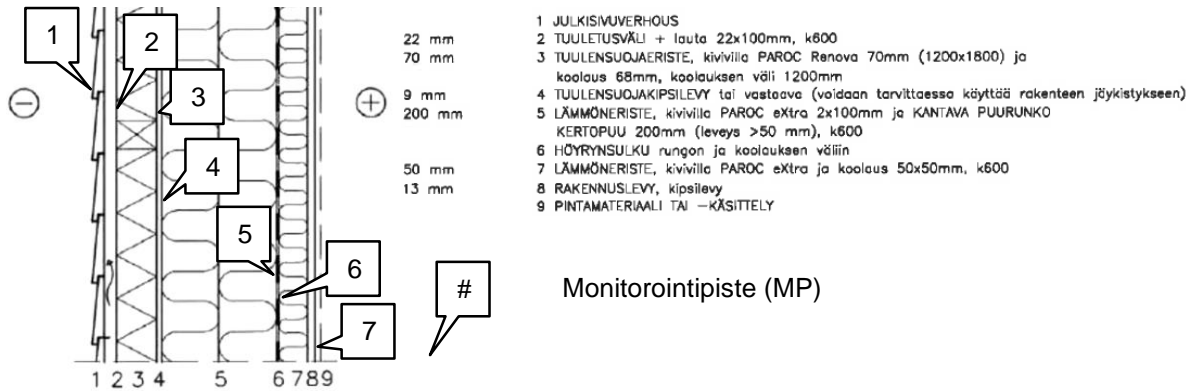 1 JULKISIVUVERHOUS
22 mm 2 TUULETUSVÄLI + lauta 22x100mm, k600
70 mm 3 TUULENSUOJAERISTE, kivivilla PAROC Renova 70mm (1200x1800) ja
koolaus 68mm, koolauksen väli 1200mm
9 mm 4 TUULENSUOJAKIPSILEVY tai vastaava (voidaan tarvittaessa käyttää rakenteen jäykistykseen)
200 mm 5 LÄMMÖNERISTE, kivivilla PAROC eXtra 2x100mm ja KANTAVA PUURUNKO
KERTOPUU 200mm (leveys >50 mm), k600
6 HÖYRYNSULKU rungon ja koolauksen väliin
50 mm 7 LÄMMÖNERISTE, kivivilla PAROC eXtra ja koolaus 50x50mm, k600
13 mm 8 RAKENNUSLEVY, kipsilevy
9 PINTAMATERIAALI TAI -KÄSITTELY
1
2
3
4
5
6
7
−
+
# Monitorointipiste (MP)
1 2 3 4 5 6 7 8 9